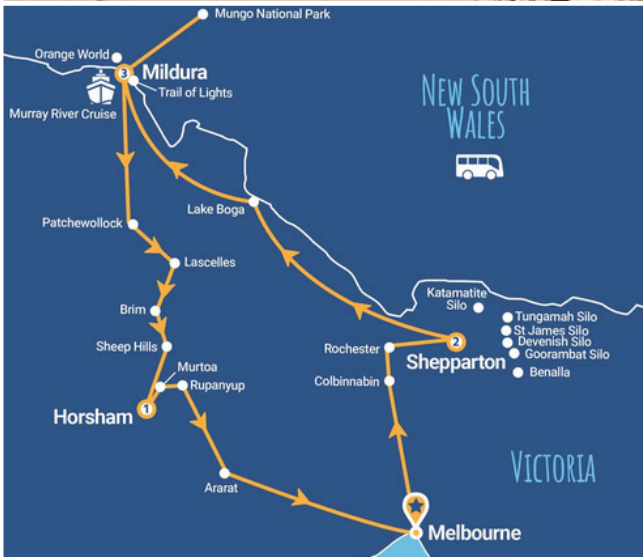 Mungo National Park
Orange World
3
Mildura
Trail of Lights
Murray River Cruise
NEW SOUTH
WALES
Lake Boga
Patchewollock
Lascelles
Brim
Sheep Hills
Murtoa
Rupanyup
1
Horsham
Ararat
Katamatite
Silo
Tungamah Silo
St James Silo
Devenish Silo
Goorambat Silo
Benalla
Rochester
2
Shepparton
Colbinnabin
VICTORIA
Melbourne